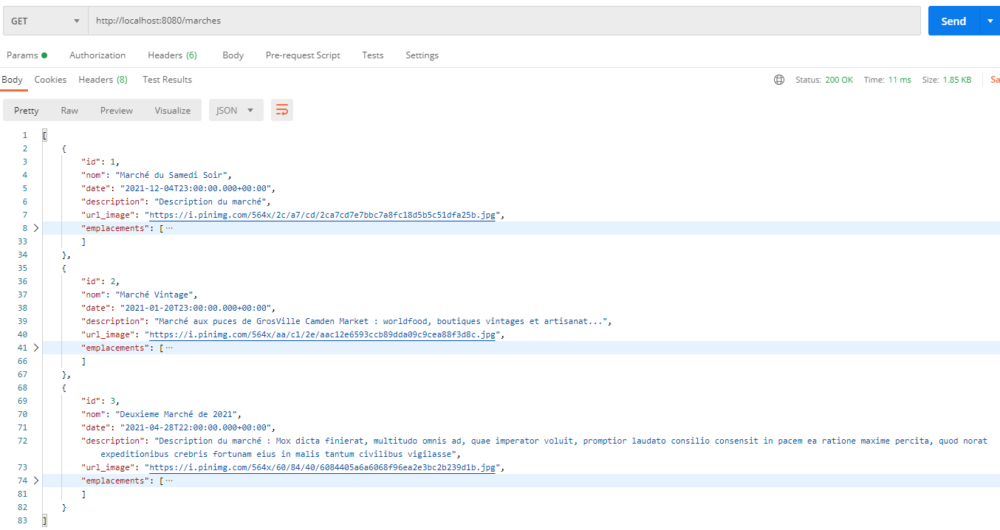 GET http://localhost:8080/marches Send
Params Authorization Headers (6) Body Pre-request Script Tests Settings
Body Cookies Headers (8) Test Results Status: 200 OK Time: 11 ms Size: 1.85 KB Sa
Pretty Raw Preview Visualize JSON
1 [
2 {
3 "id": 1,
4 "nom": "Marché du Samedi Soir",
5 "date": "2021-12-04T23:00:00.000+00:00",
6 "description": "Description du marché",
7 "url_image": "https://i.pinimg.com/564x/2c/a7/cd/2ca7cd7e7bbc7a8fc18d5b5c51dfa25b.jpg",
8 "emplacements": [ ···
33 ]
34 },
35 {
36 "id": 2,
37 "nom": "Marché Vintage",
38 "date": "2021-01-20T23:00:00.000+00:00",
39 "description": "Marché aux puces de GrosVille Camden Market : worldfood, boutiques vintages et artisanat...",
40 "url_image": "https://i.pinimg.com/564x/aa/c1/2e/aac12e6593ccb89dda09c9cea88f3d8c.jpg",
41 "emplacements": [ ···
66 ]
67 },
68 {
69 "id": 3,
70 "nom": "Deuxieme Marché de 2021",
71 "date": "2021-04-28T22:00:00.000+00:00",
72 "description": "Description du marché : Mox dicta finierat, multitudo omnis ad, quae imperator voluit, promptior laudato consilio consensit in pacem ea ratione maxime percita, quod norat
expeditionibus crebris fortunam eius in malis tantum civilibus vigilasse",
73 "url_image": "https://i.pinimg.com/564x/60/84/40/6084405a6a6068f96ea2e3bc2b239d1b.jpg",
74 "emplacements": [ ···
81 ]
82 }
83 ]